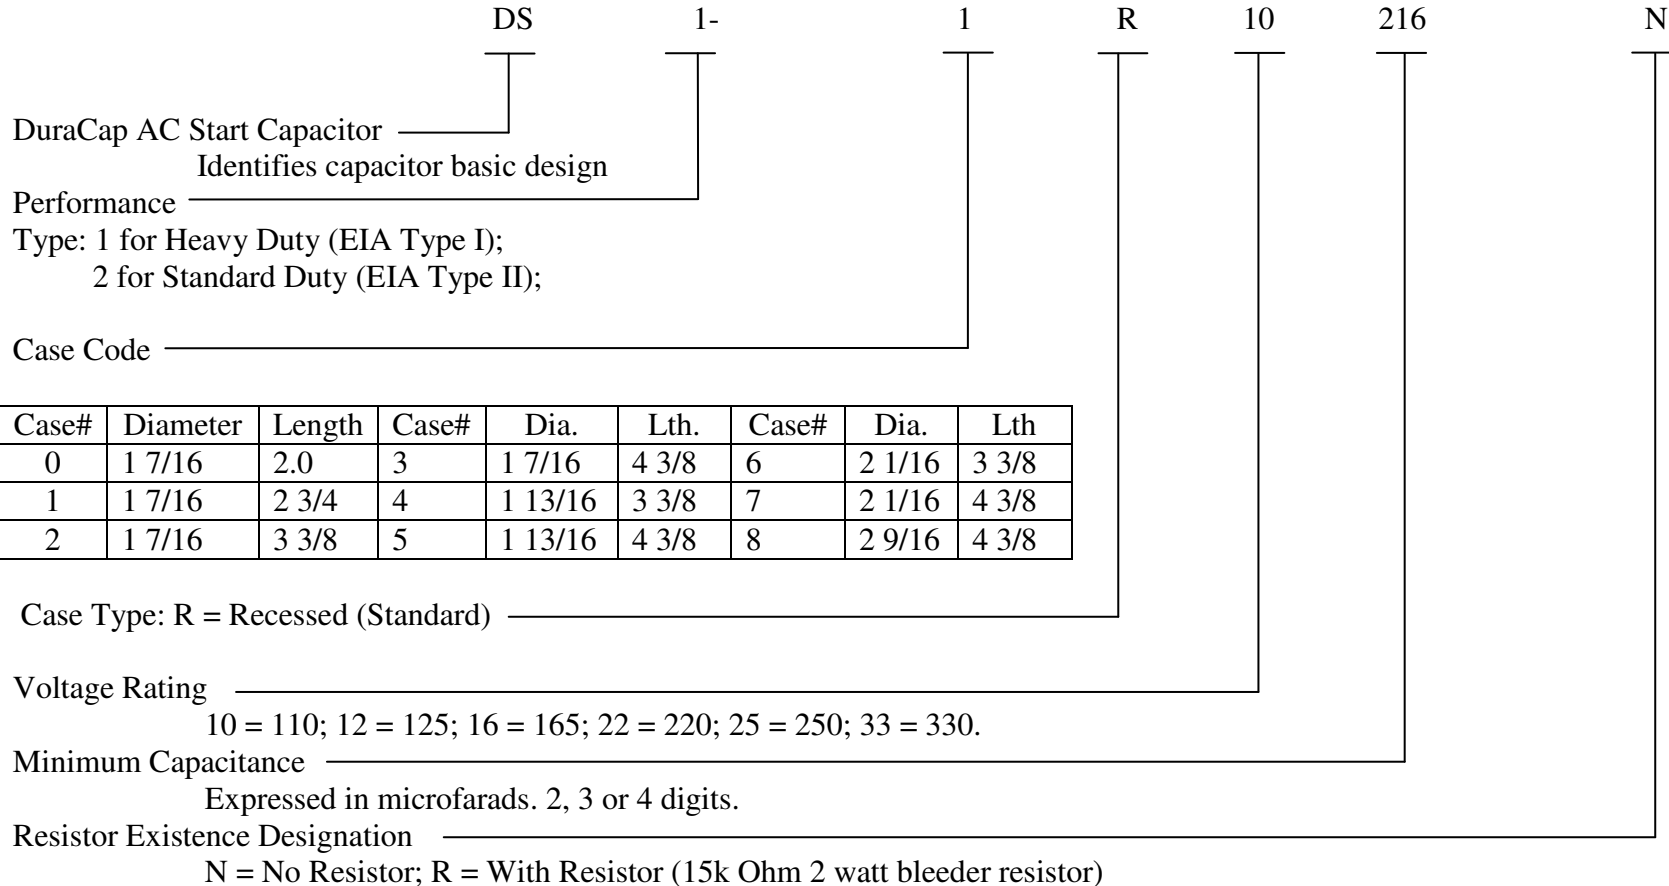 DS 1- 1 R 10 216 N
DuraCap AC Start Capacitor
Identifies capacitor basic design
Performance
Type: 1 for Heavy Duty (EIA Type I);
2 for Standard Duty (EIA Type II);
Case Code
Case# Diameter Length Case# Dia. Lth. Case# Dia. Lth
0 1 7/16 2.0 3 1 7/16 4 3/8 6 2 1/16 3 3/8
1 1 7/16 2 3/4 4 1 13/16 3 3/8 7 2 1/16 4 3/8
2 1 7/16 3 3/8 5 1 13/16 4 3/8 8 2 9/16 4 3/8
Case Type: R = Recessed (Standard)
Voltage Rating
10 = 110; 12 = 125; 16 = 165; 22 = 220; 25 = 250; 33 = 330.
Minimum Capacitance
Expressed in microfarads. 2, 3 or 4 digits.
Resistor Existence Designation
N = No Resistor; R = With Resistor (15k Ohm 2 watt bleeder resistor)